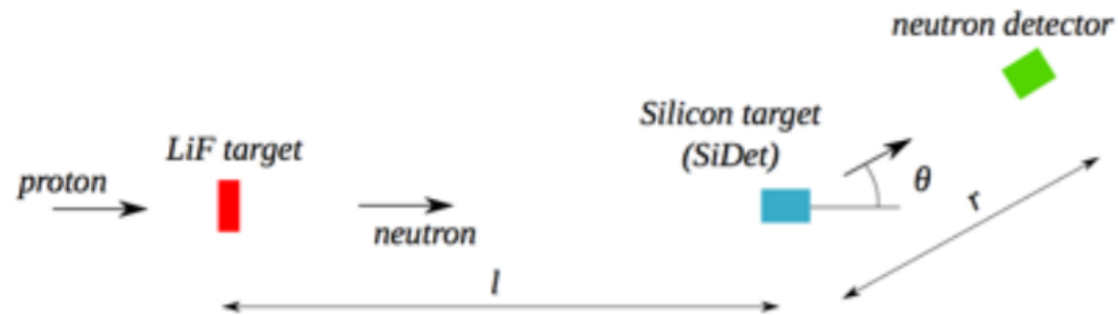 neutron detector
Silicon target
(SiDet)
LiF target
proton
θ
r
neutron
l